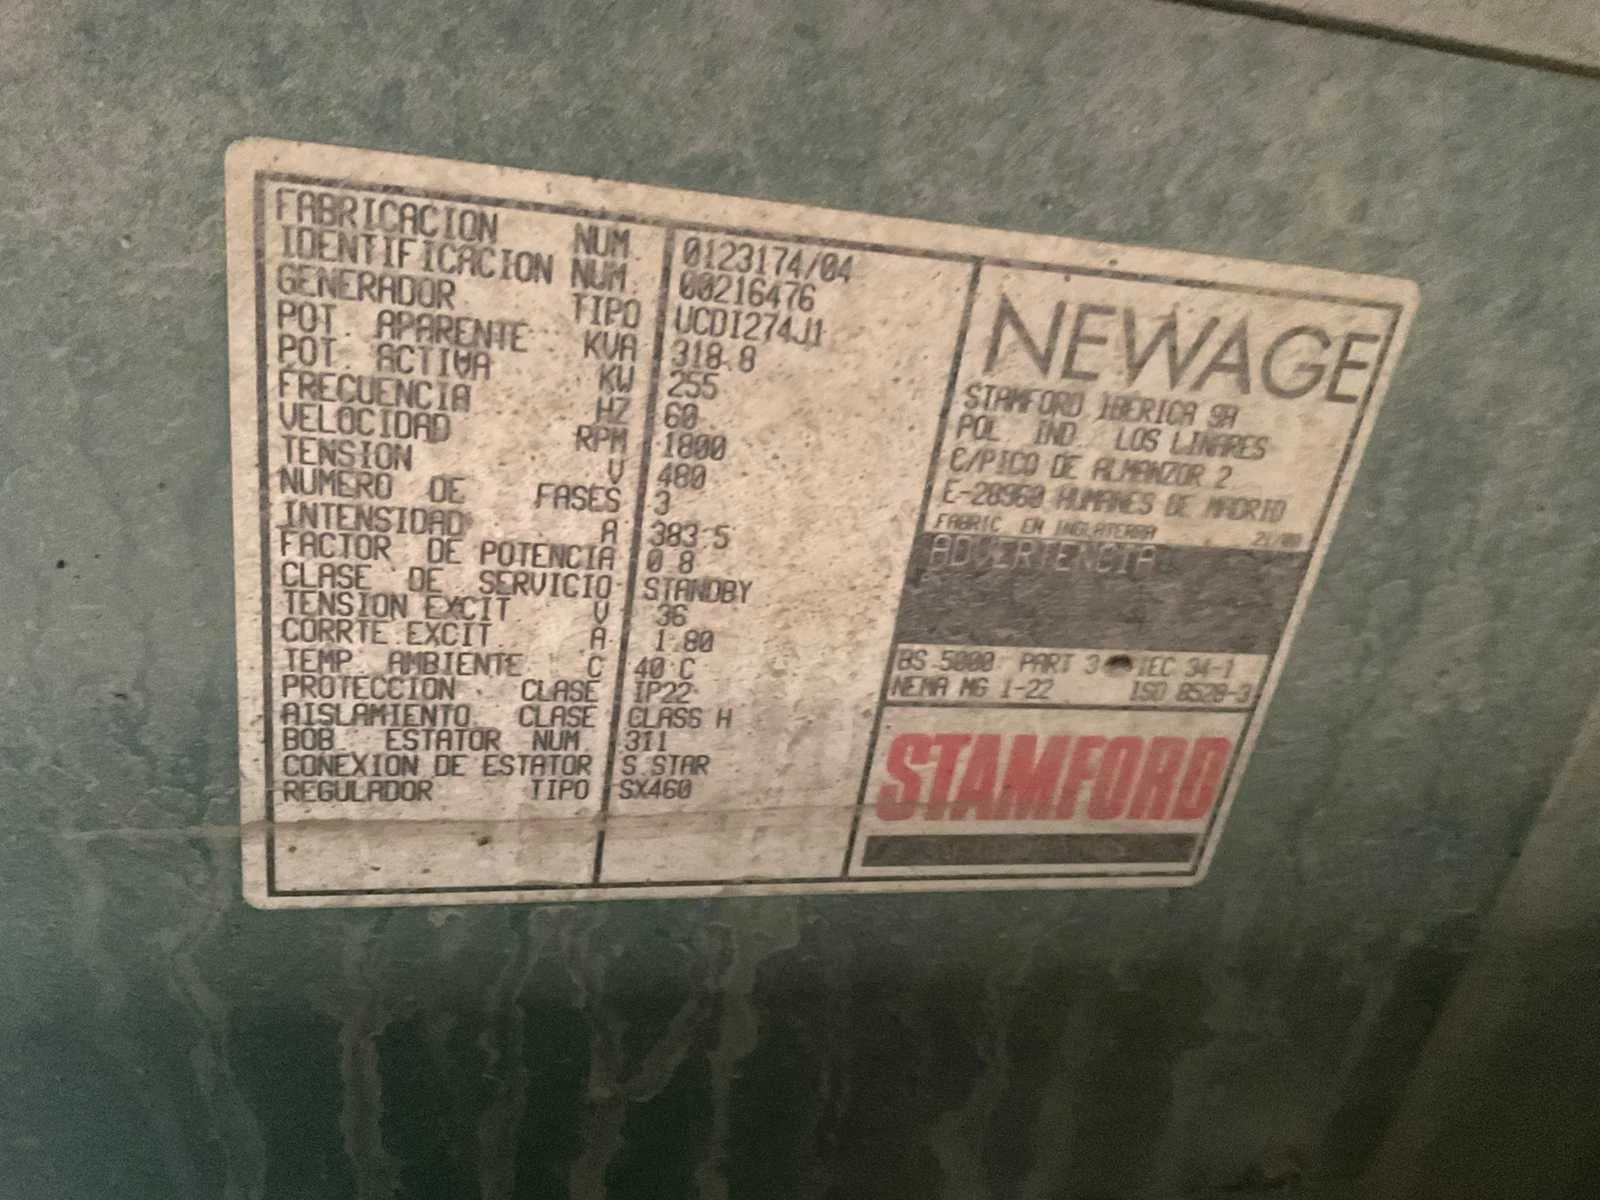 FABRICACION NUM. 0123174/04
IDENTIFICACION NUM. 00216476
GENERADOR TIPO UCDI274J1
POT. APARENTE KVA 318.8
POT. ACTIVA KW 255
FRECUENCIA HZ 60
VELOCIDAD RPM 1800
TENSION V 480
NUMERO DE FASES 3
INTENSIDAD A 383.5
FACTOR DE POTENCIA 0.8
CLASE DE SERVICIO STANDBY
TENSION EXCIT. V 36
CORRTE.EXCIT. A 1.80
TEMP. AMBIENTE C 40 C
PROTECCION CLASE IP22
AISLAMIENTO CLASE CLASS H
BOB. ESTATOR NUM. 311
CONEXION DE ESTATOR S.STAR
REGULADOR TIPO SX460
NEWAGE
STAMFORD IBERICA SA
POL. IND. LOS LINARES
C/PICO DE ALMANZOR 2
E-28960 HUMANES DE MADRID
FABRIC. EN INGLATERRA
ADVERTENCIA
BS 5000 PART 3 IEC 34-1
NEMA MG 1-22 ISO 8528-3
STAMFORD